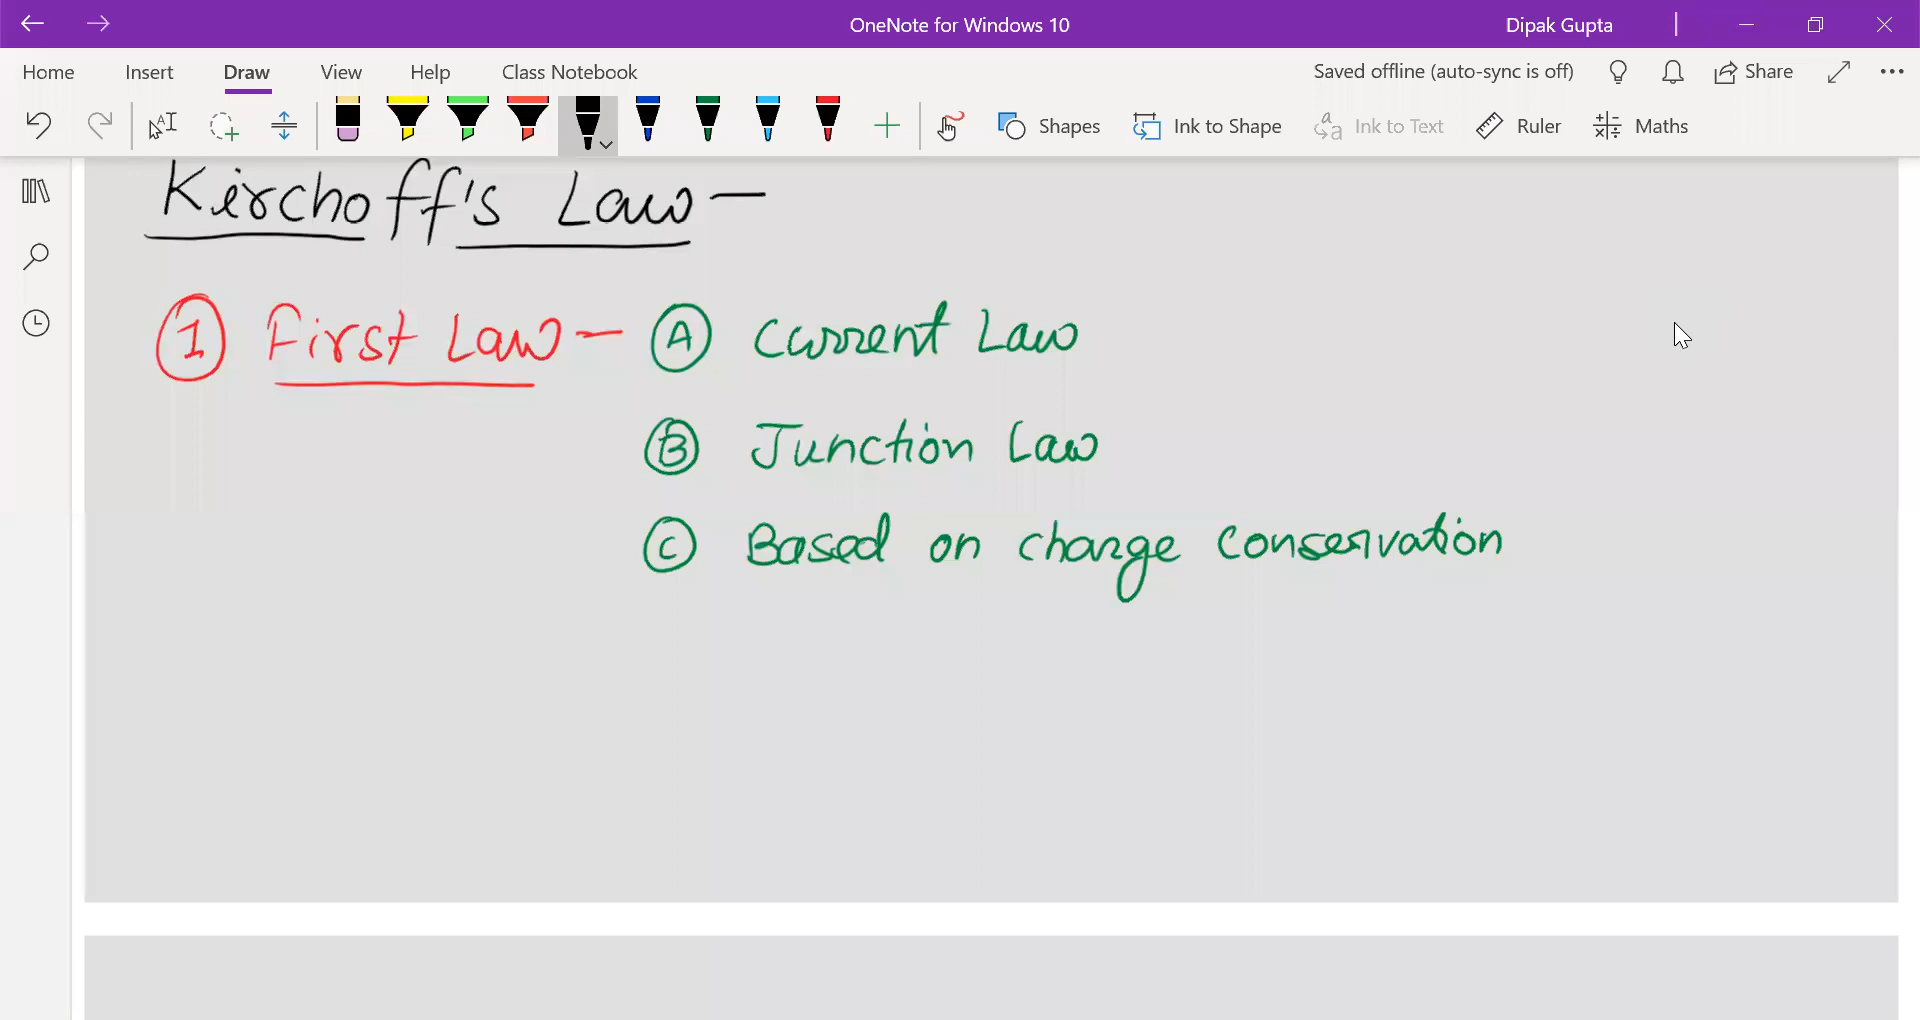 OneNote for Windows 10
Dipak Gupta
Home Insert Draw View Help Class Notebook
Saved offline (auto-sync is off) Share
Shapes Ink to Shape Ink to Text Ruler Maths
Kirchoff's Law -
1 First Law - A Current Law
B Junction Law
C Based on charge conservation